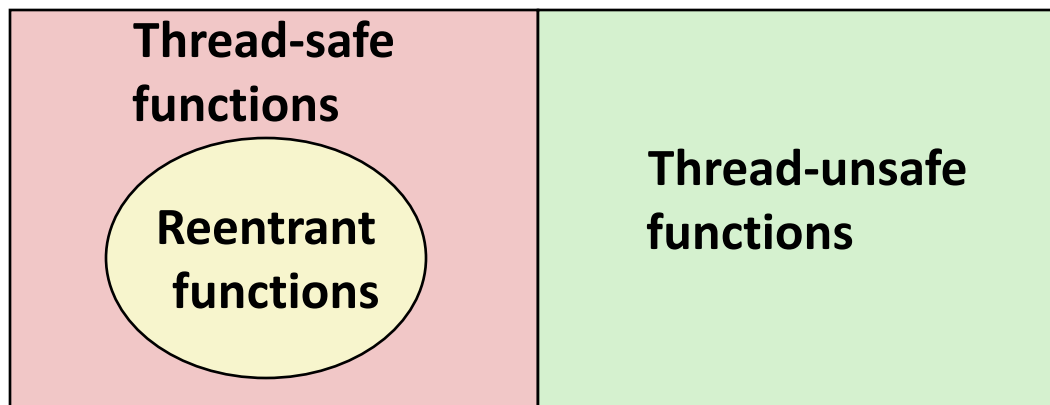 Thread-safe
functions
Reentrant
functions
Thread-unsafe
functions